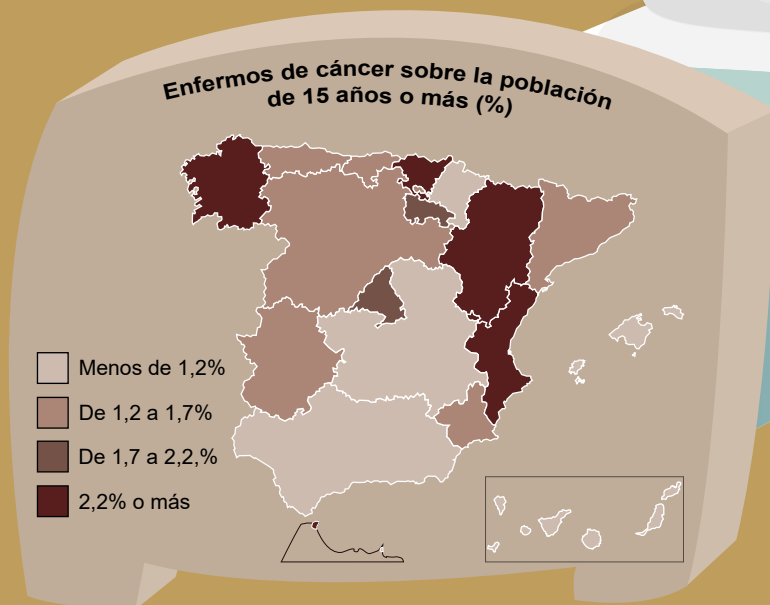 Enfermos de cáncer sobre la población
de 15 años o más (%)
Menos de 1,2%
De 1,2 a 1,7%
De 1,7 a 2,2,%
2,2% o más